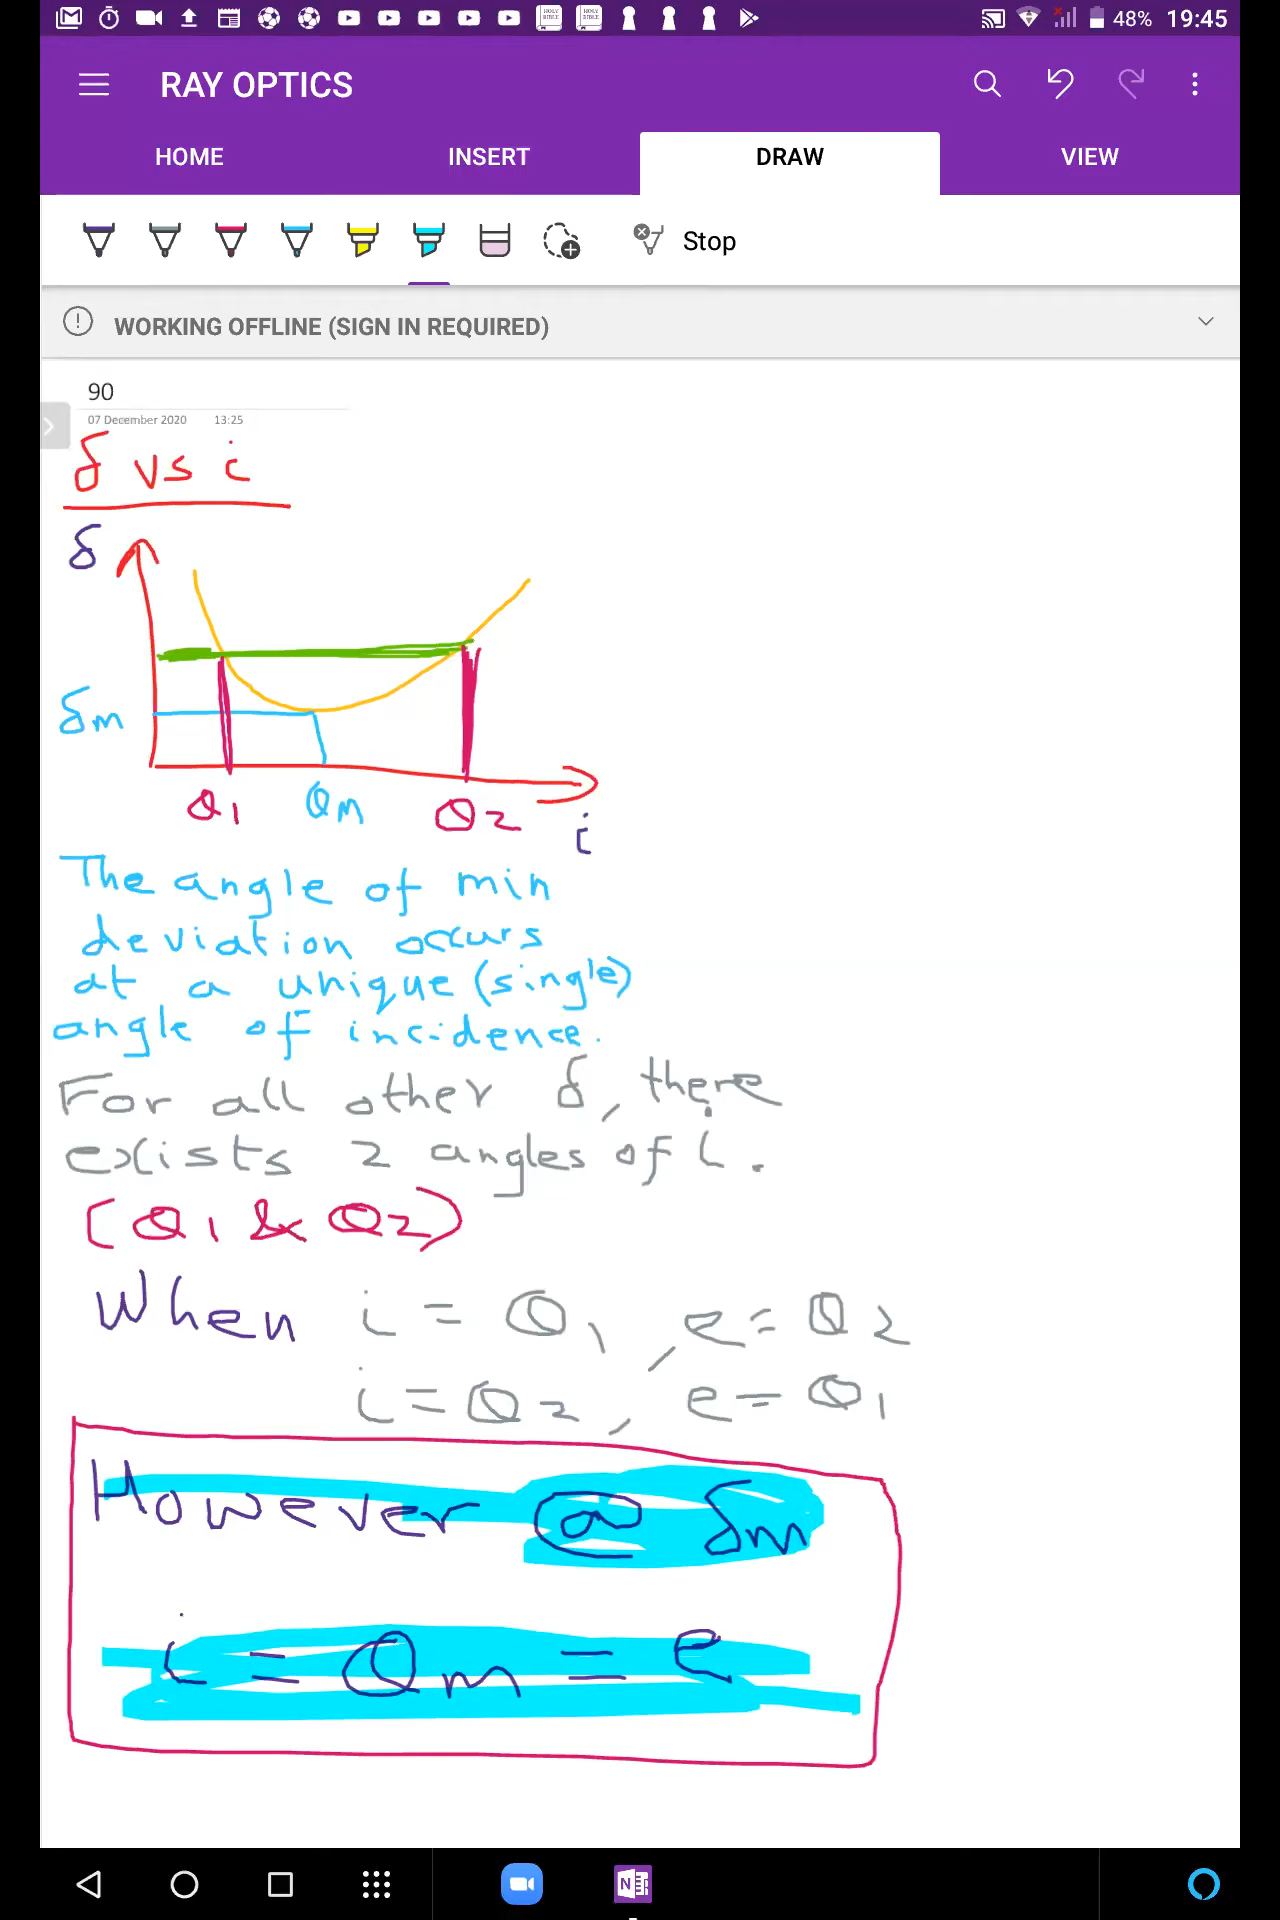 48% 19:45
RAY OPTICS
HOME INSERT DRAW VIEW
Stop
WORKING OFFLINE (SIGN IN REQUIRED)
90
07 December 2020 13:25
δ vs i
δ
δm
θ1 θm θ2
i
The angle of min
deviation occurs
at a unique (single)
angle of incidence.
For all other δ, there
exists 2 angles of i.
(θ1 & θ2)
When i = θ1, e = θ2
i = θ2, e = θ1
However @ δm
i = θm = e